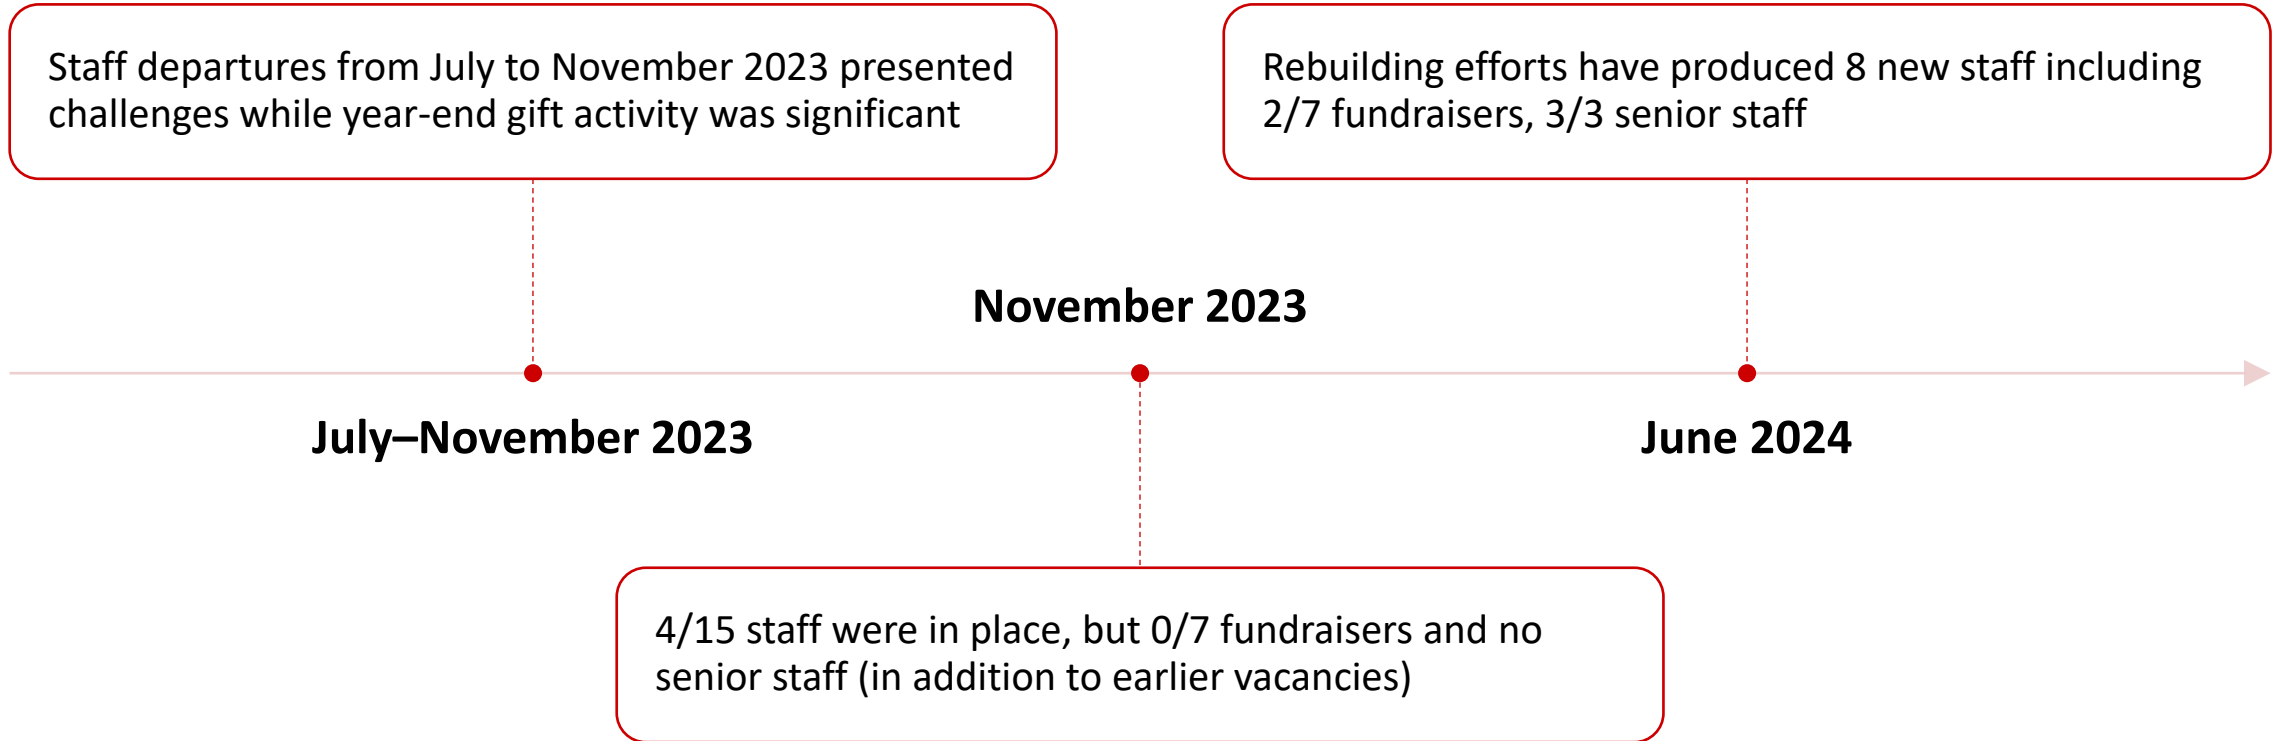 Staff departures from July to November 2023 presented
challenges while year-end gift activity was significant
Rebuilding efforts have produced 8 new staff including
2/7 fundraisers, 3/3 senior staff
November 2023
July–November 2023
June 2024
4/15 staff were in place, but 0/7 fundraisers and no
senior staff (in addition to earlier vacancies)